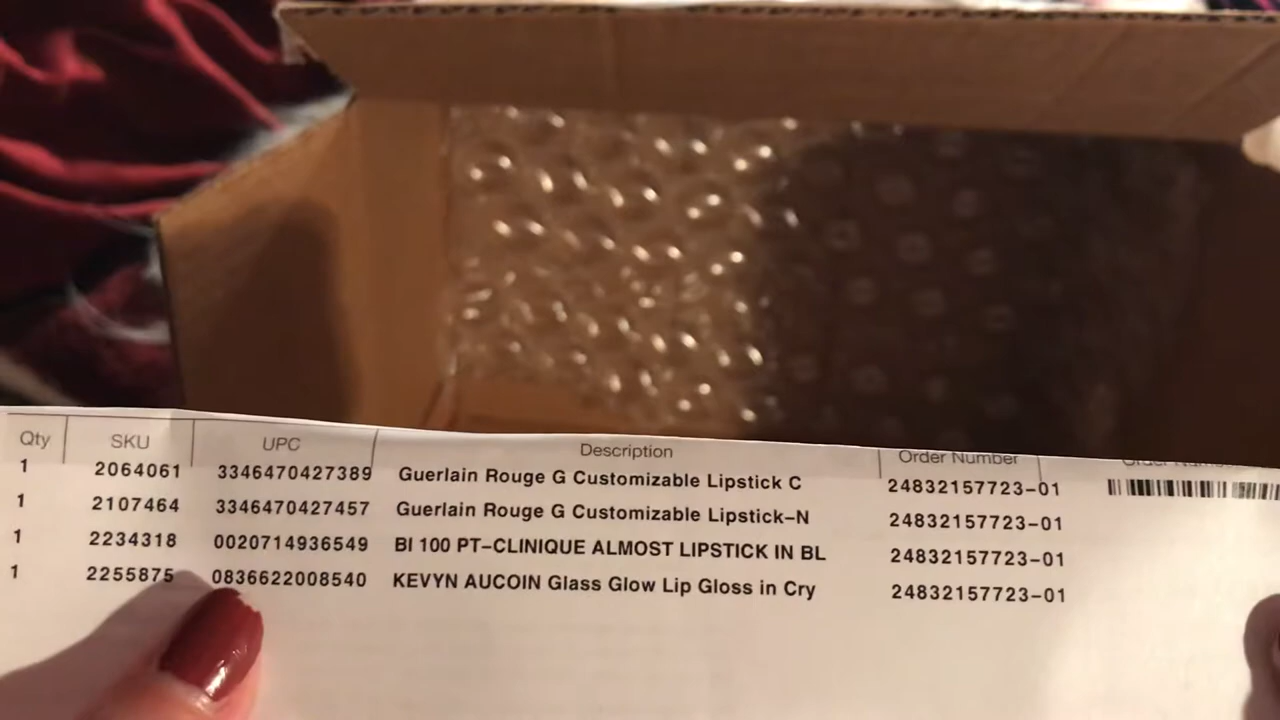 Qty SKU UPC Description Order Number
1 2064061 3346470427389 Guerlain Rouge G Customizable Lipstick C 24832157723-01
1 2107464 3346470427457 Guerlain Rouge G Customizable Lipstick-N 24832157723-01
1 2234318 0020714936549 BI 100 PT-CLINIQUE ALMOST LIPSTICK IN BL 24832157723-01
1 2255875 0836622008540 KEVYN AUCOIN Glass Glow Lip Gloss in Cry 24832157723-01